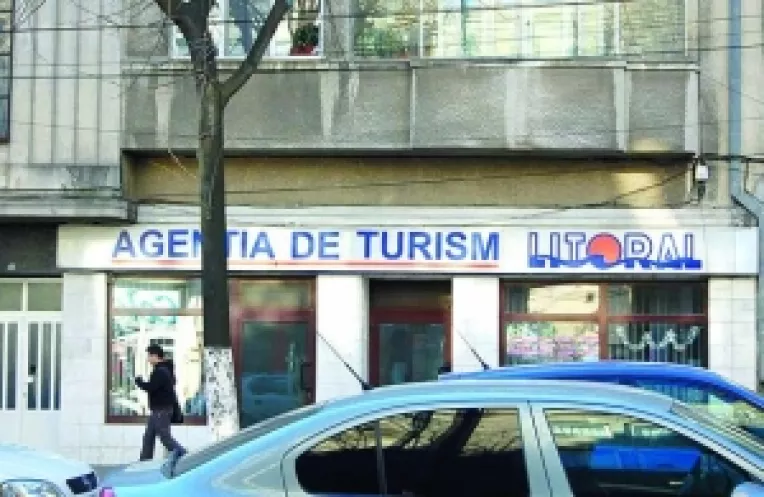 AGENTIA DE TURISM LITORAL